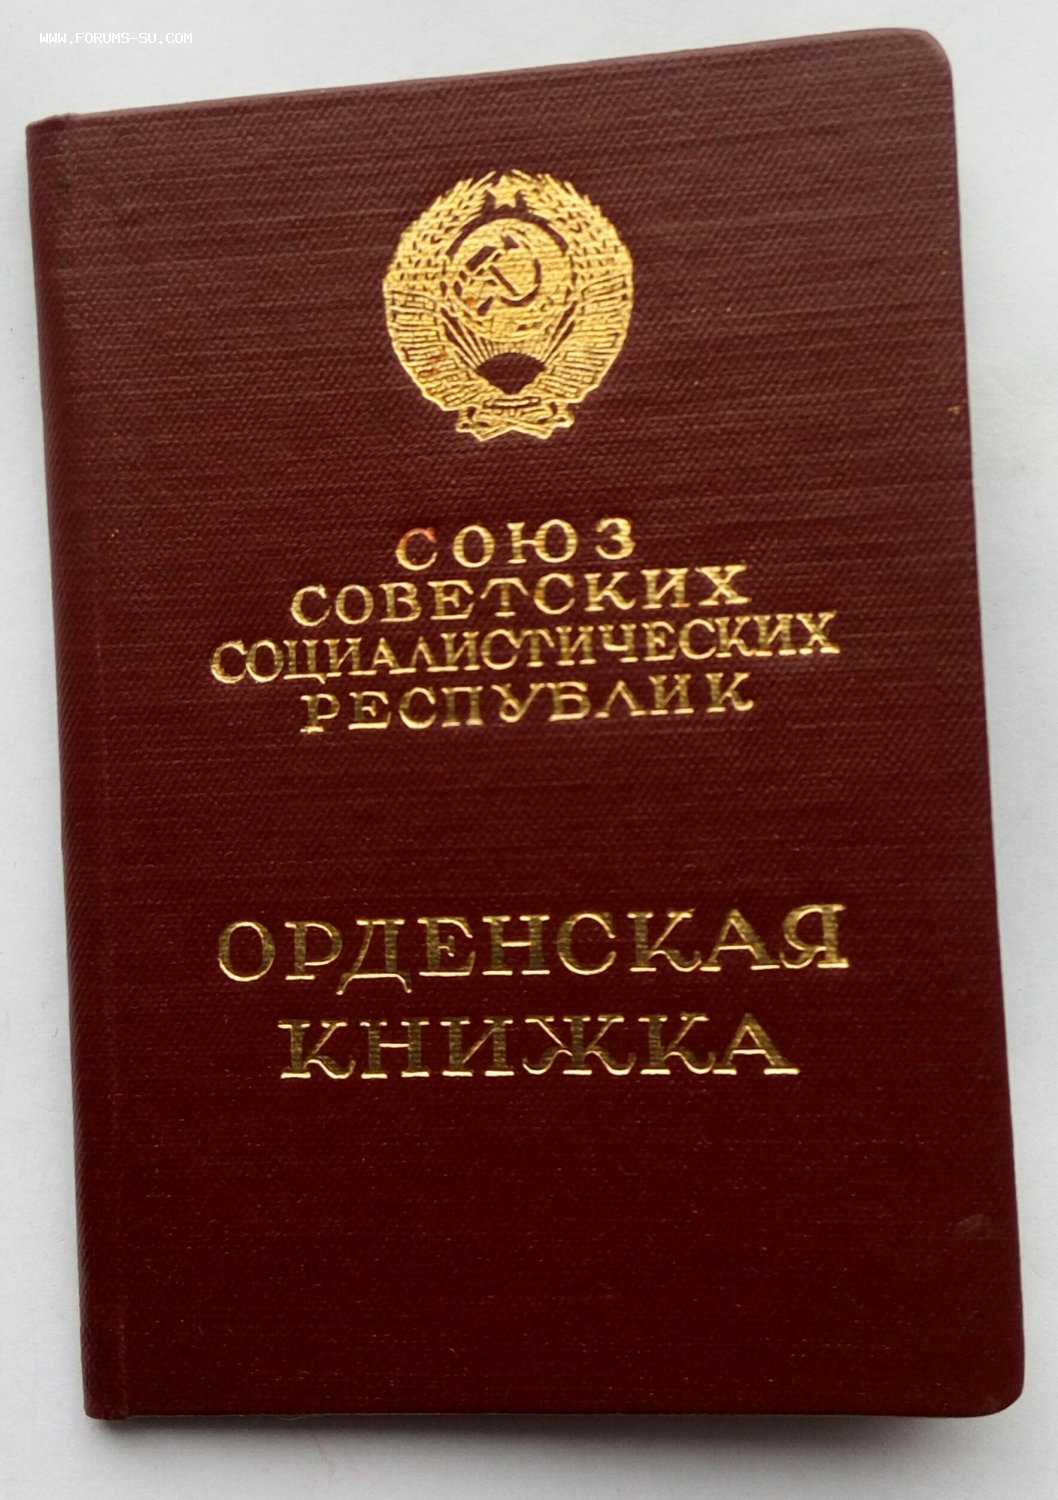 WWW.FORUMS-SU.COM
СОЮЗ
СОВЕТСКИХ
СОЦИАЛИСТИЧЕСКИХ
РЕСПУБЛИК
ОРДЕНСКАЯ
КНИЖКА